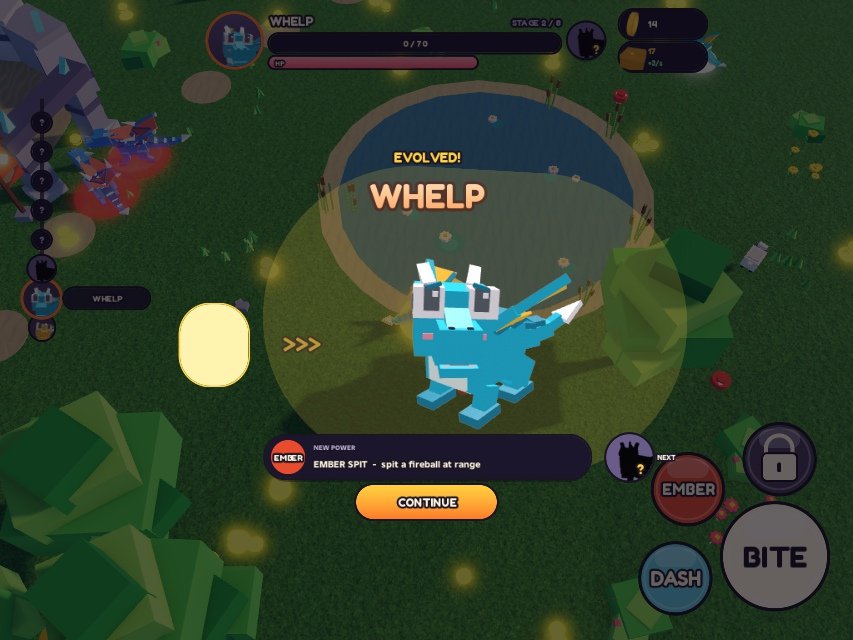 WHELP
STAGE 2 / 8
0 / 70
HP
14
17
+3/s
EVOLVED!
WHELP
?
?
?
?
?
?
WHELP
>>>
EMBER
NEW POWER
EMBER SPIT - spit a fireball at range
?
NEXT
CONTINUE
EMBER
BITE
DASH